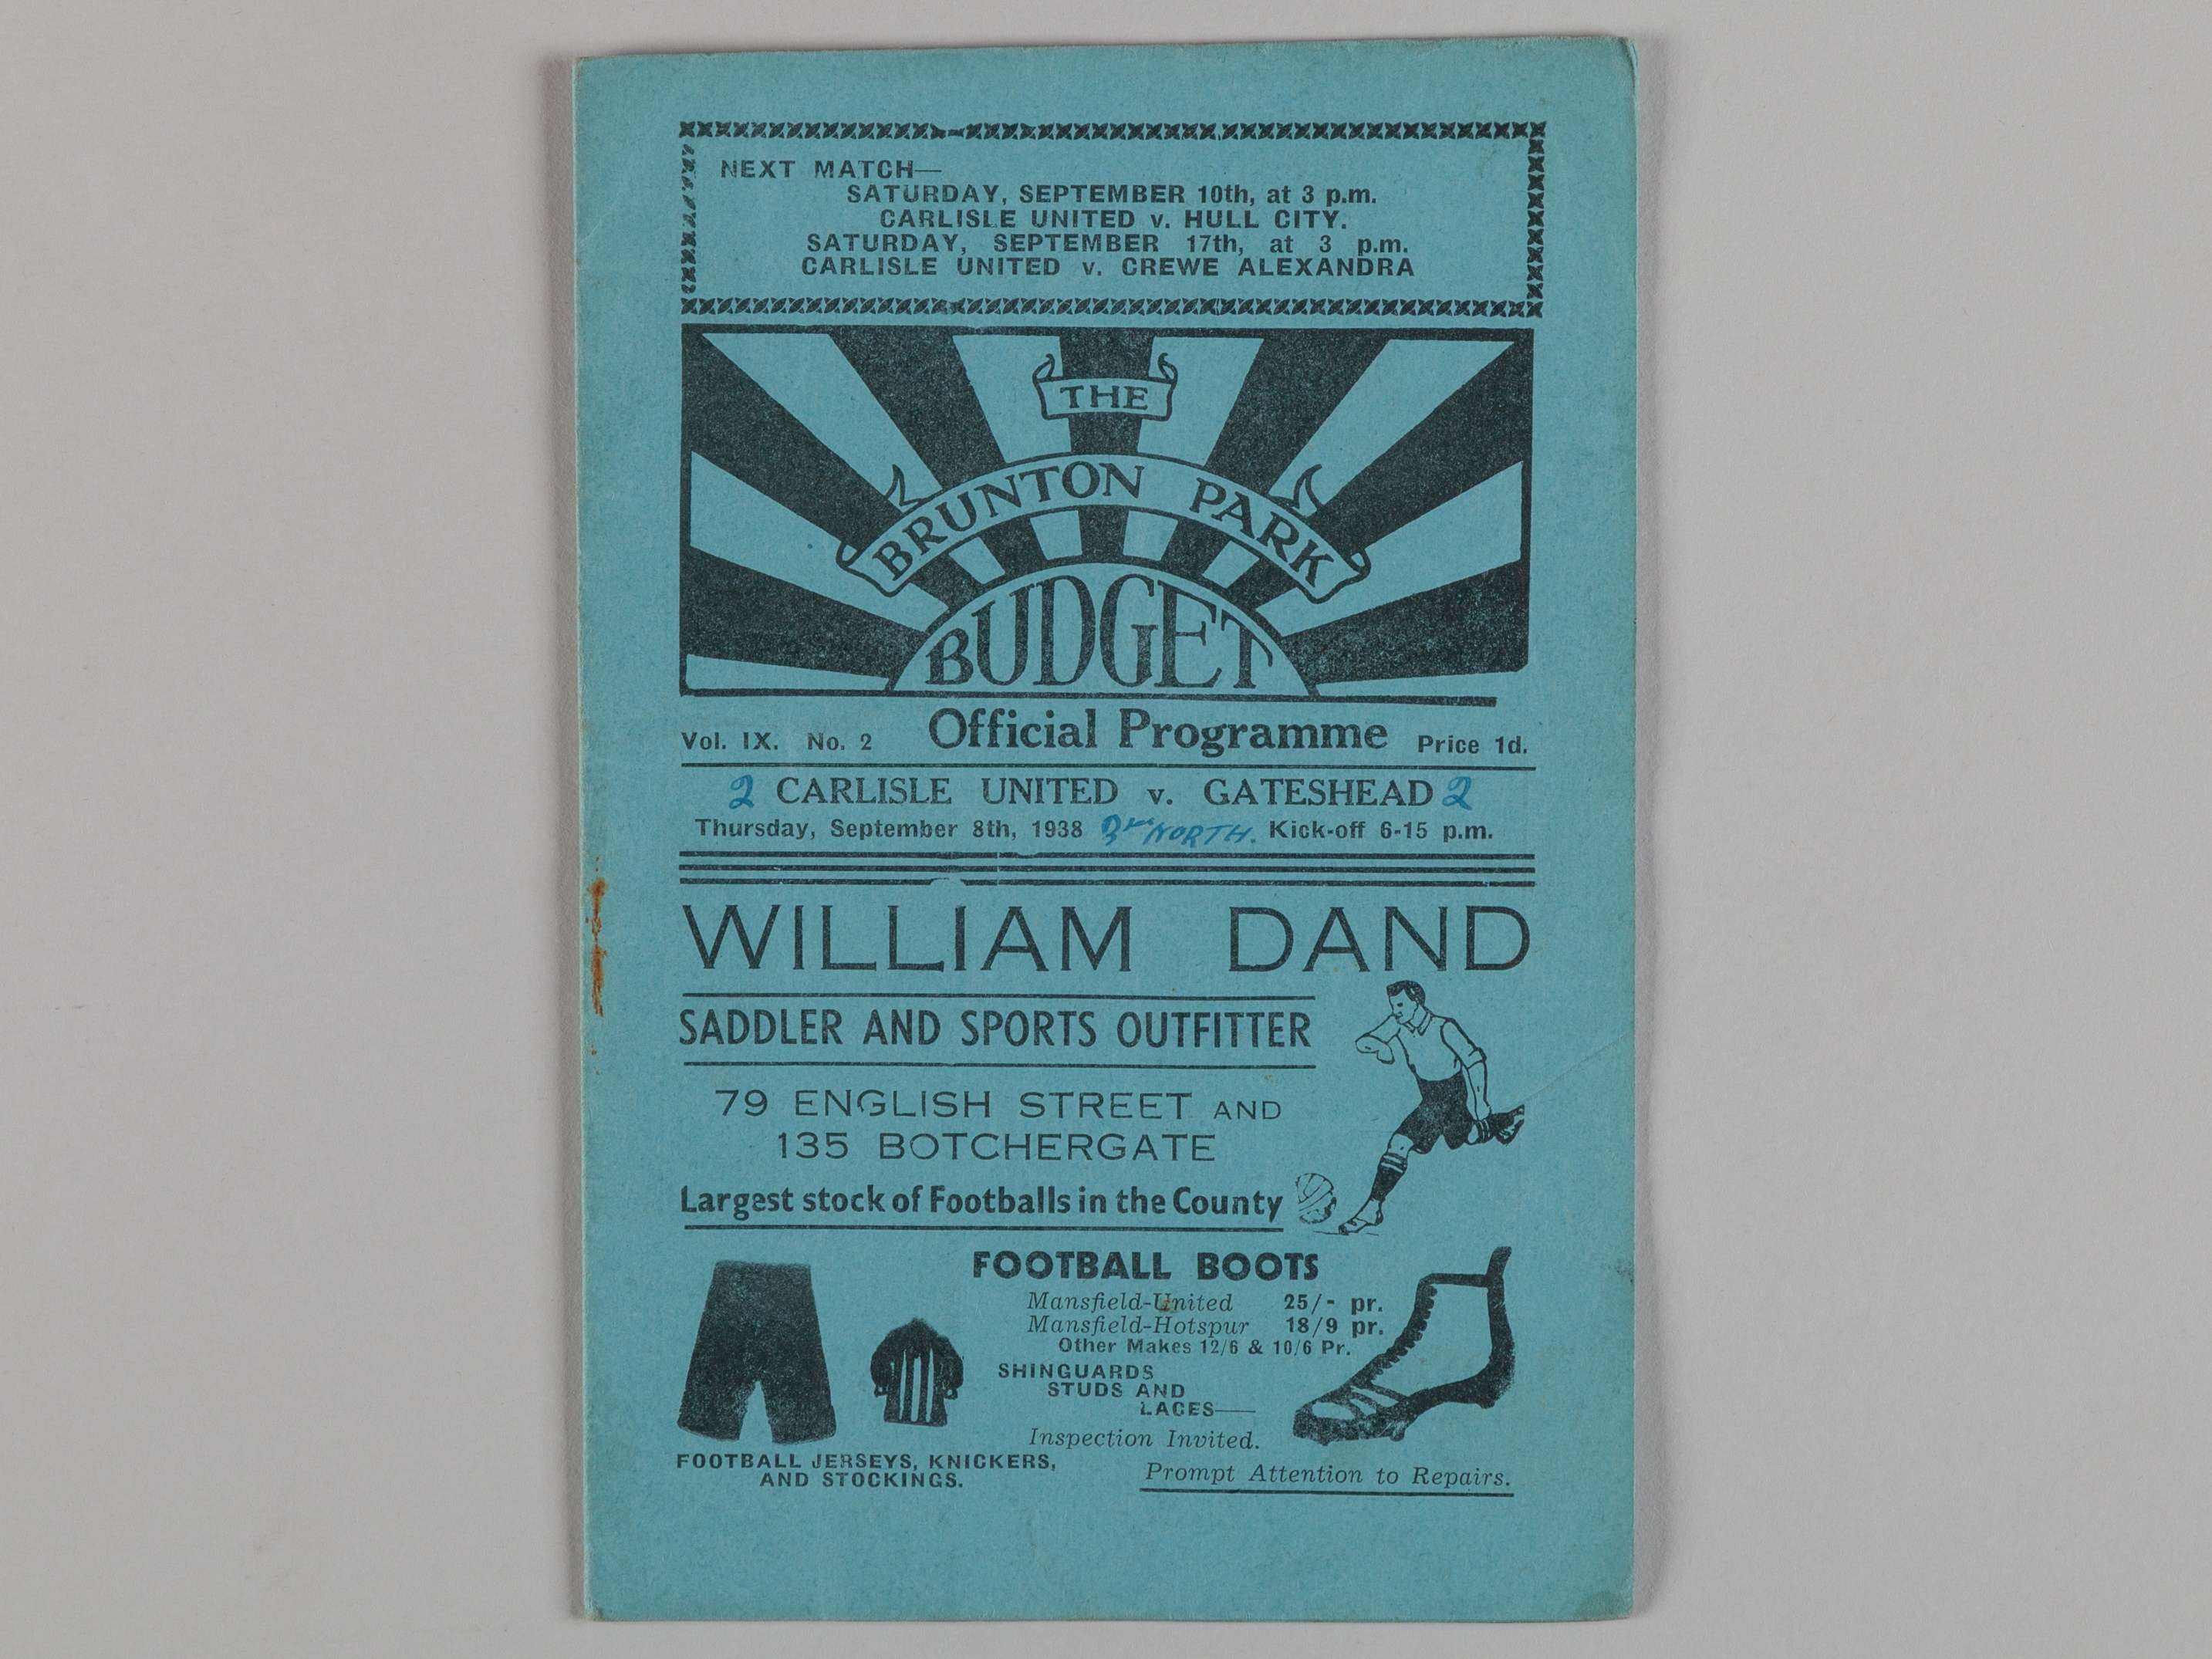 NEXT MATCH—
SATURDAY, SEPTEMBER 10th, at 3 p.m.
CARLISLE UNITED v. HULL CITY.
SATURDAY, SEPTEMBER 17th, at 3 p.m.
CARLISLE UNITED v. CREWE ALEXANDRA
THE
BRUNTON PARK
BUDGET
Vol. IX. No. 2 Official Programme Price 1d.
2 CARLISLE UNITED v. GATESHEAD 2
Thursday, September 8th, 1938 3rd NORTH. Kick-off 6-15 p.m.
WILLIAM DAND
SADDLER AND SPORTS OUTFITTER
79 ENGLISH STREET AND
135 BOTCHERGATE
Largest stock of Footballs in the County
FOOTBALL BOOTS
Mansfield-United 25/- pr.
Mansfield-Hotspur 18/9 pr.
Other Makes 12/6 & 10/6 Pr.
SHINGUARDS
STUDS AND
LACES—
Inspection Invited.
FOOTBALL JERSEYS, KNICKERS,
AND STOCKINGS.
Prompt Attention to Repairs.